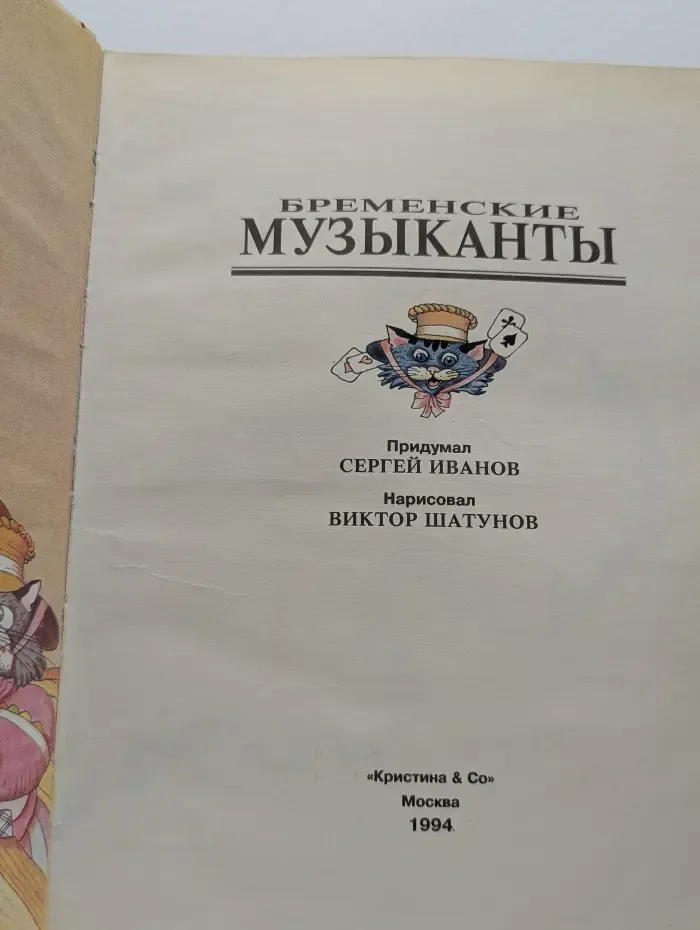 БРЕМЕНСКИЕ
МУЗЫКАНТЫ
Придумал
СЕРГЕЙ ИВАНОВ
Нарисовал
ВИКТОР ШАТУНОВ
«Кристина & Co»
Москва
1994